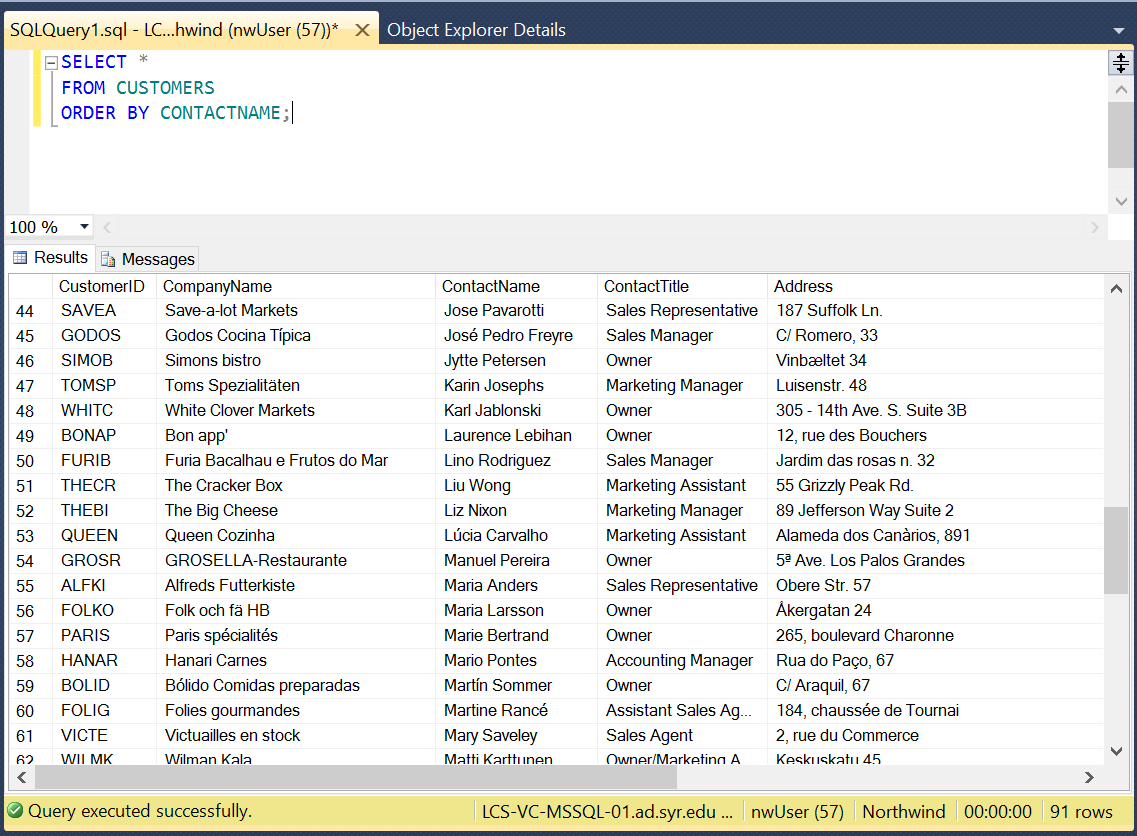 SQLQuery1.sql - LC...hwind (nwUser (57))* Object Explorer Details
SELECT *
FROM CUSTOMERS
ORDER BY CONTACTNAME;
100 %
Results Messages
CustomerID CompanyName ContactName ContactTitle Address
44 SAVEA Save-a-lot Markets Jose Pavarotti Sales Representative 187 Suffolk Ln.
45 GODOS Godos Cocina Típica José Pedro Freyre Sales Manager C/ Romero, 33
46 SIMOB Simons bistro Jytte Petersen Owner Vinbæltet 34
47 TOMSP Toms Spezialitäten Karin Josephs Marketing Manager Luisenstr. 48
48 WHITC White Clover Markets Karl Jablonski Owner 305 - 14th Ave. S. Suite 3B
49 BONAP Bon app' Laurence Lebihan Owner 12, rue des Bouchers
50 FURIB Furia Bacalhau e Frutos do Mar Lino Rodriguez Sales Manager Jardim das rosas n. 32
51 THECR The Cracker Box Liu Wong Marketing Assistant 55 Grizzly Peak Rd.
52 THEBI The Big Cheese Liz Nixon Marketing Manager 89 Jefferson Way Suite 2
53 QUEEN Queen Cozinha Lúcia Carvalho Marketing Assistant Alameda dos Canàrios, 891
54 GROSR GROSELLA-Restaurante Manuel Pereira Owner 5ª Ave. Los Palos Grandes
55 ALFKI Alfreds Futterkiste Maria Anders Sales Representative Obere Str. 57
56 FOLKO Folk och fä HB Maria Larsson Owner Åkergatan 24
57 PARIS Paris spécialités Marie Bertrand Owner 265, boulevard Charonne
58 HANAR Hanari Carnes Mario Pontes Accounting Manager Rua do Paço, 67
59 BOLID Bólido Comidas preparadas Martín Sommer Owner C/ Araquil, 67
60 FOLIG Folies gourmandes Martine Rancé Assistant Sales Ag... 184, chaussée de Tournai
61 VICTE Victuailles en stock Mary Saveley Sales Agent 2, rue du Commerce
62 WILMK Wilman Kala Matti Karttunen Owner/Marketing A Keskuskatu 45
Query executed successfully. LCS-VC-MSSQL-01.ad.syr.edu ... nwUser (57) Northwind 00:00:00 91 rows